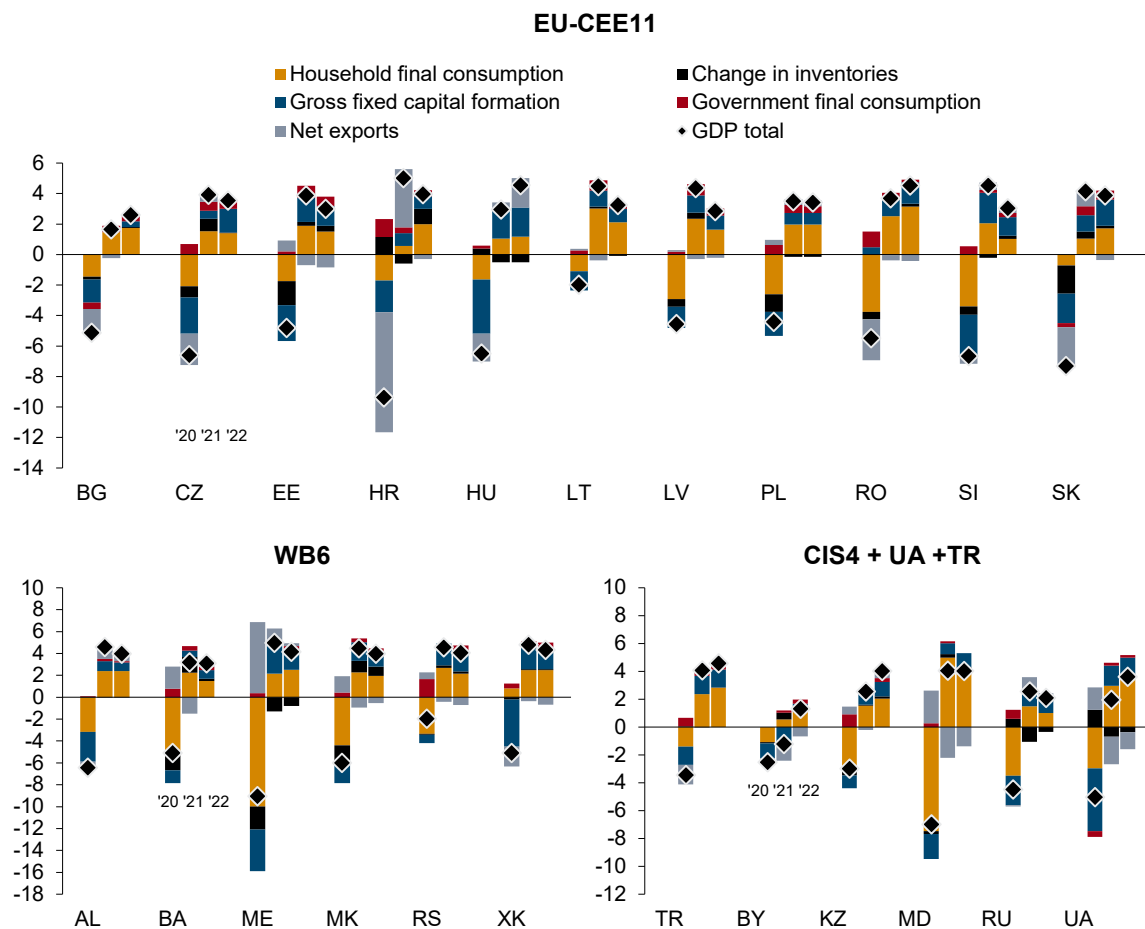 EU-CEE11
Household final consumption
Change in inventories
Gross fixed capital formation
Government final consumption
Net exports
GDP total
6
4
2
0
-2
-4
-6
-8
-10
-12
-14
'20 '21 '22
BG CZ EE HR HU LT LV PL RO SI SK
WB6
10
8
6
4
2
0
-2
-4
-6
-8
-10
-12
-14
-16
-18
'20 '21 '22
AL BA ME MK RS XK
CIS4 + UA +TR
10
8
6
4
2
0
-2
-4
-6
-8
-10
-12
'20 '21 '22
TR BY KZ MD RU UA